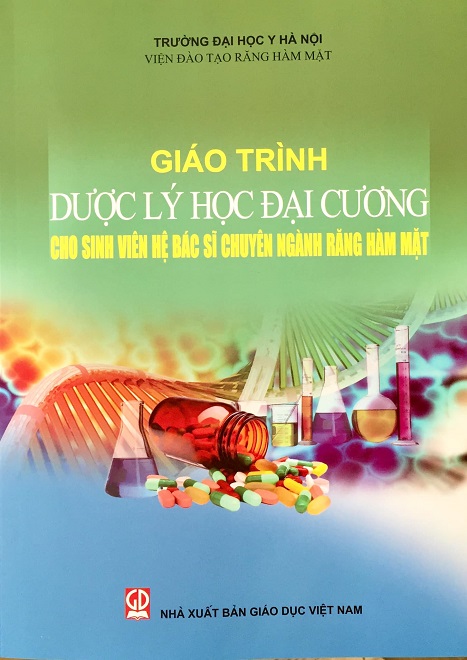 TRƯỜNG ĐẠI HỌC Y HÀ NỘI
VIỆN ĐÀO TẠO RĂNG HÀM MẶT
GIÁO TRÌNH
DƯỢC LÝ HỌC ĐẠI CƯƠNG
CHO SINH VIÊN HỆ BÁC SĨ CHUYÊN NGÀNH RĂNG HÀM MẶT
GD
NHÀ XUẤT BẢN GIÁO DỤC VIỆT NAM